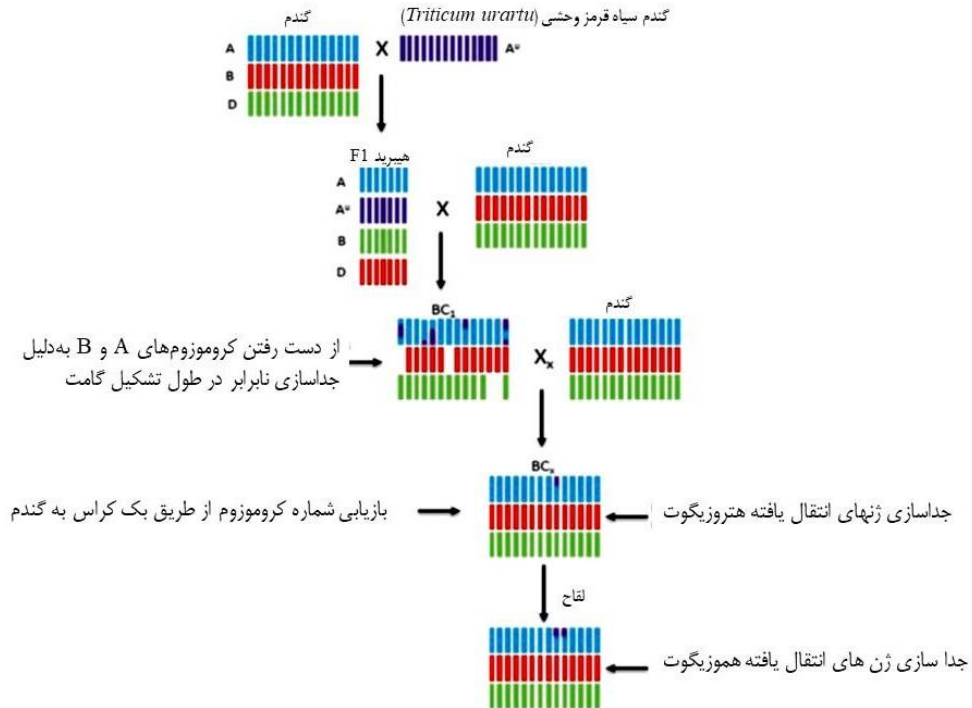 گندم سیاه قرمز وحشی (Triticum urartu)
گندم
A X Aᵘ
B
D
هیبرید F1
گندم
A
Aᵘ X
B
D
BC₁
گندم
از دست رفتن کروموزوم‌های A و B به‌دلیل
جداسازی نابرابر در طول تشکیل گامت
Xₓ
BCₓ
بازیابی شماره کروموزوم از طریق بک کراس به گندم
جداسازی ژنهای انتقال یافته هتروزیگوت
لقاح
جدا سازی ژن های انتقال یافته هموزیگوت